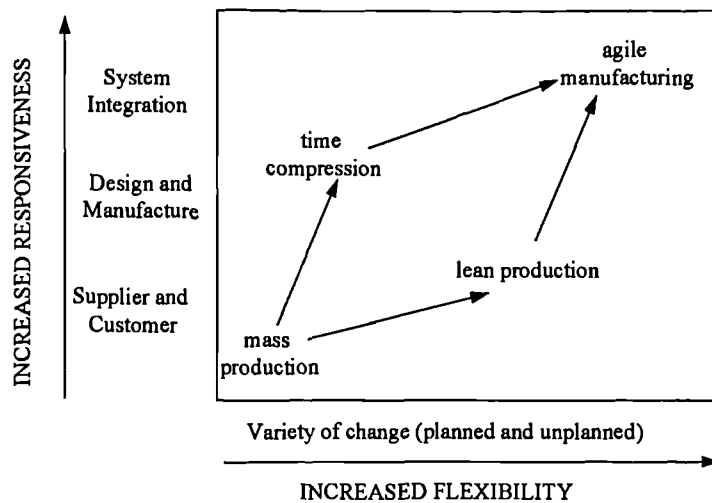 INCREASED RESPONSIVENESS
System
Integration
Design and
Manufacture
Supplier and
Customer
agile
manufacturing
time
compression
lean production
mass
production
Variety of change (planned and unplanned)
INCREASED FLEXIBILITY